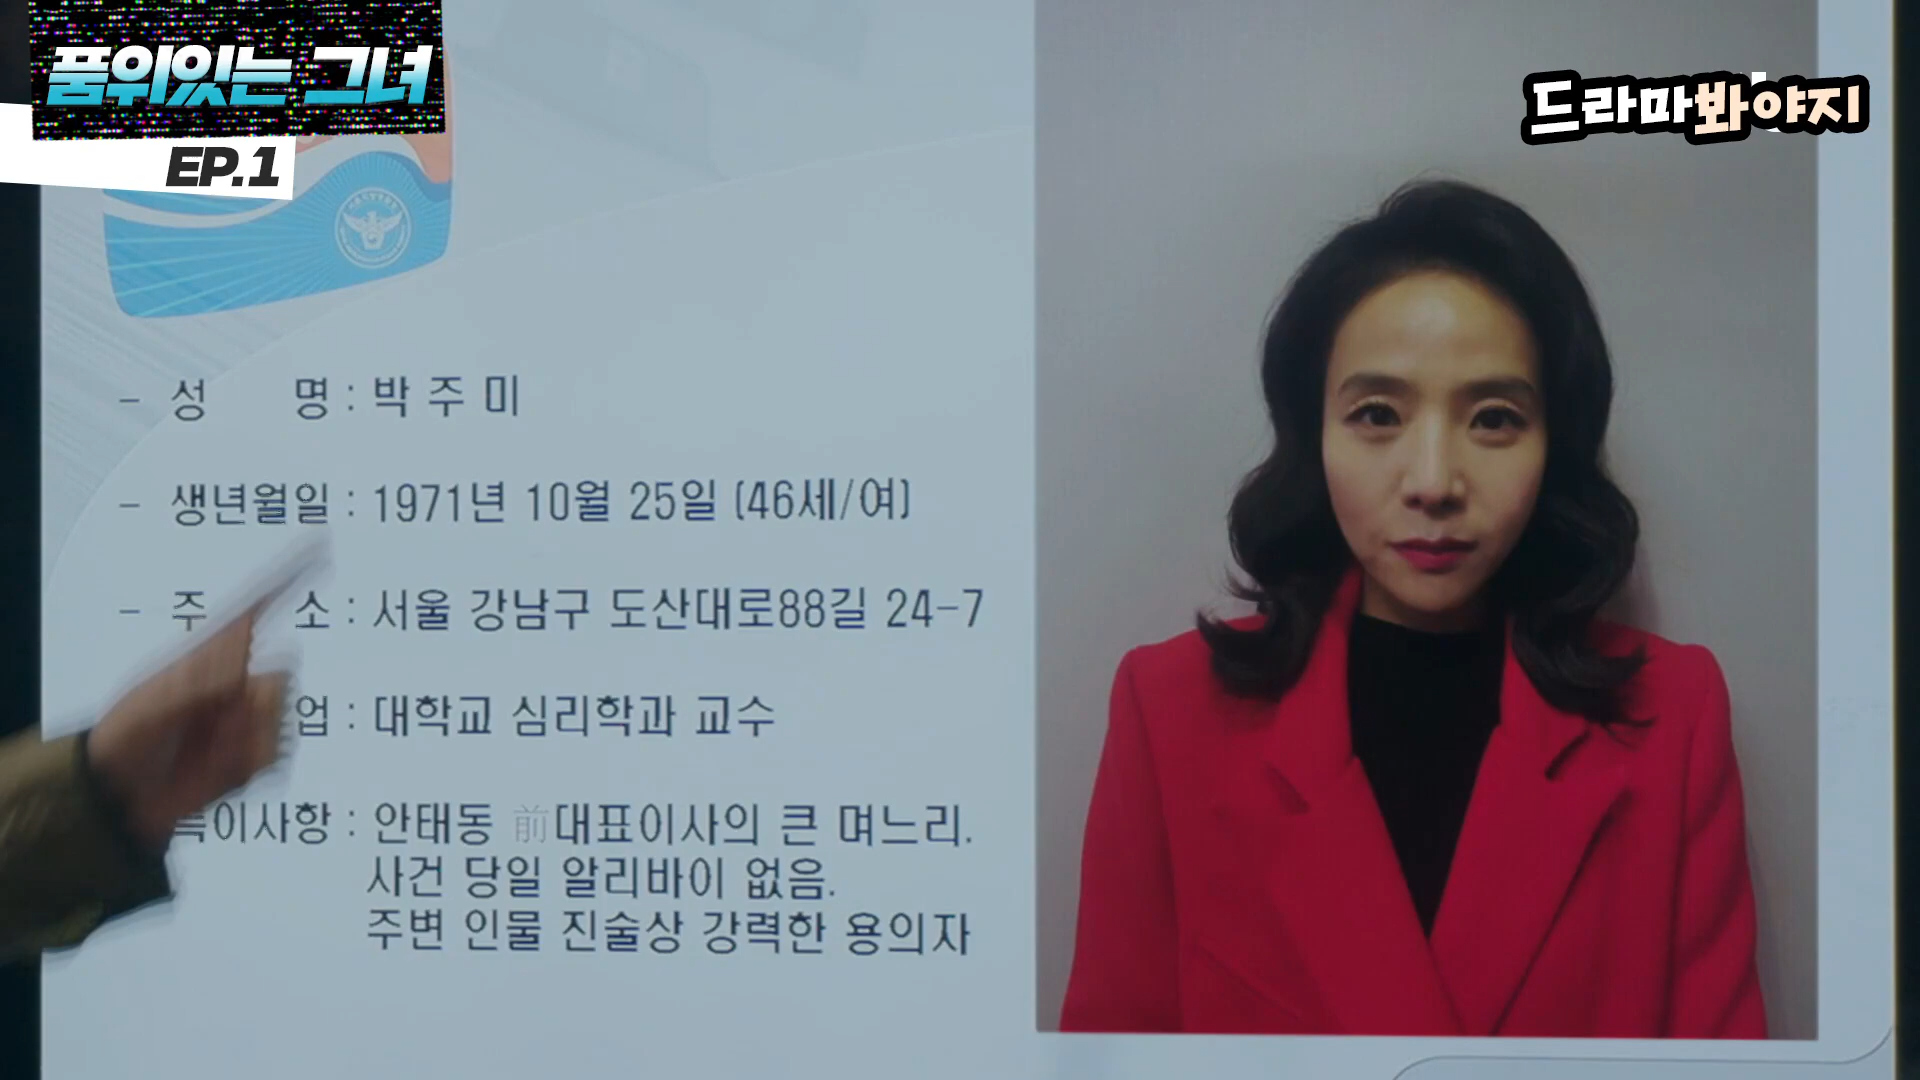 품위있는 그녀
EP.1
드라마봐야지
- 성 명 : 박 주 미
- 생년월일 : 1971년 10월 25일 (46세/여)
- 주 소 : 서울 강남구 도산대로88길 24-7
업 : 대학교 심리학과 교수
특이사항 : 안태동 前대표이사의 큰 며느리.
사건 당일 알리바이 없음.
주변 인물 진술상 강력한 용의자